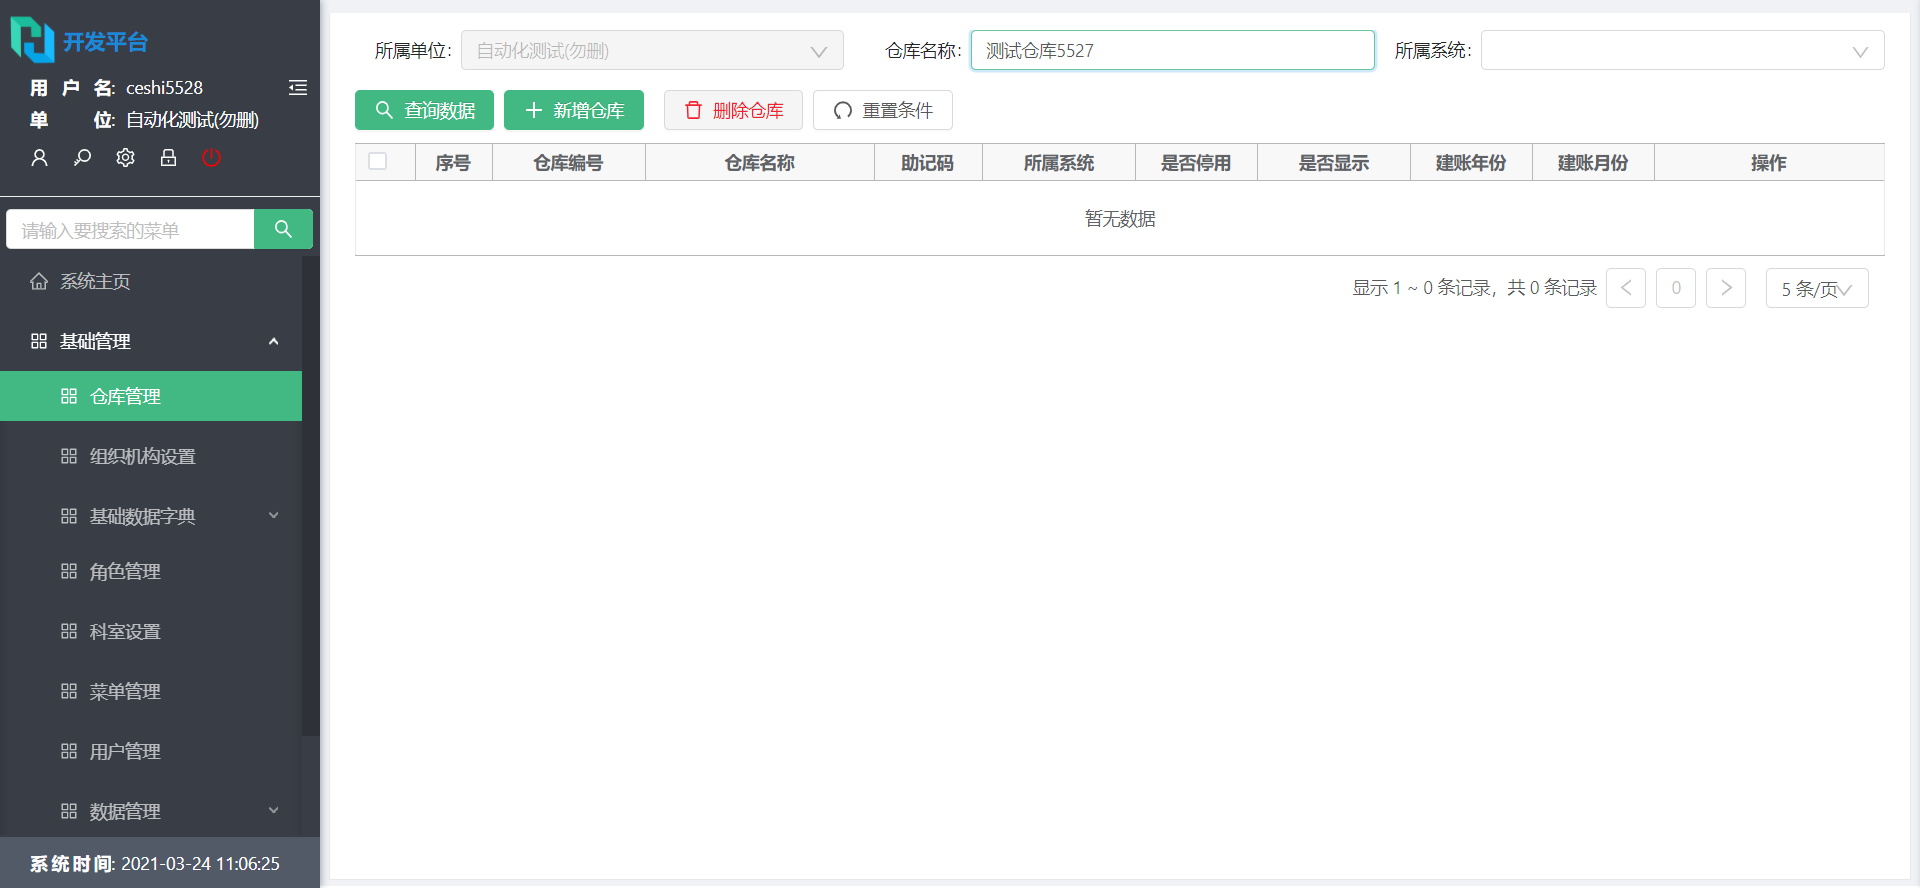 开发平台
用户名: ceshi5528
单位: 自动化测试(勿删)
请输入要搜索的菜单
系统主页
基础管理
仓库管理
组织机构设置
基础数据字典
角色管理
科室设置
菜单管理
用户管理
数据管理
系统时间: 2021-03-24 11:06:25
所属单位: 自动化测试(勿删) 仓库名称: 测试仓库5527 所属系统:
查询数据 新增仓库 删除仓库 重置条件
序号 仓库编号 仓库名称 助记码 所属系统 是否停用 是否显示 建账年份 建账月份 操作
暂无数据
显示 1 ~ 0 条记录，共 0 条记录 0 5 条/页